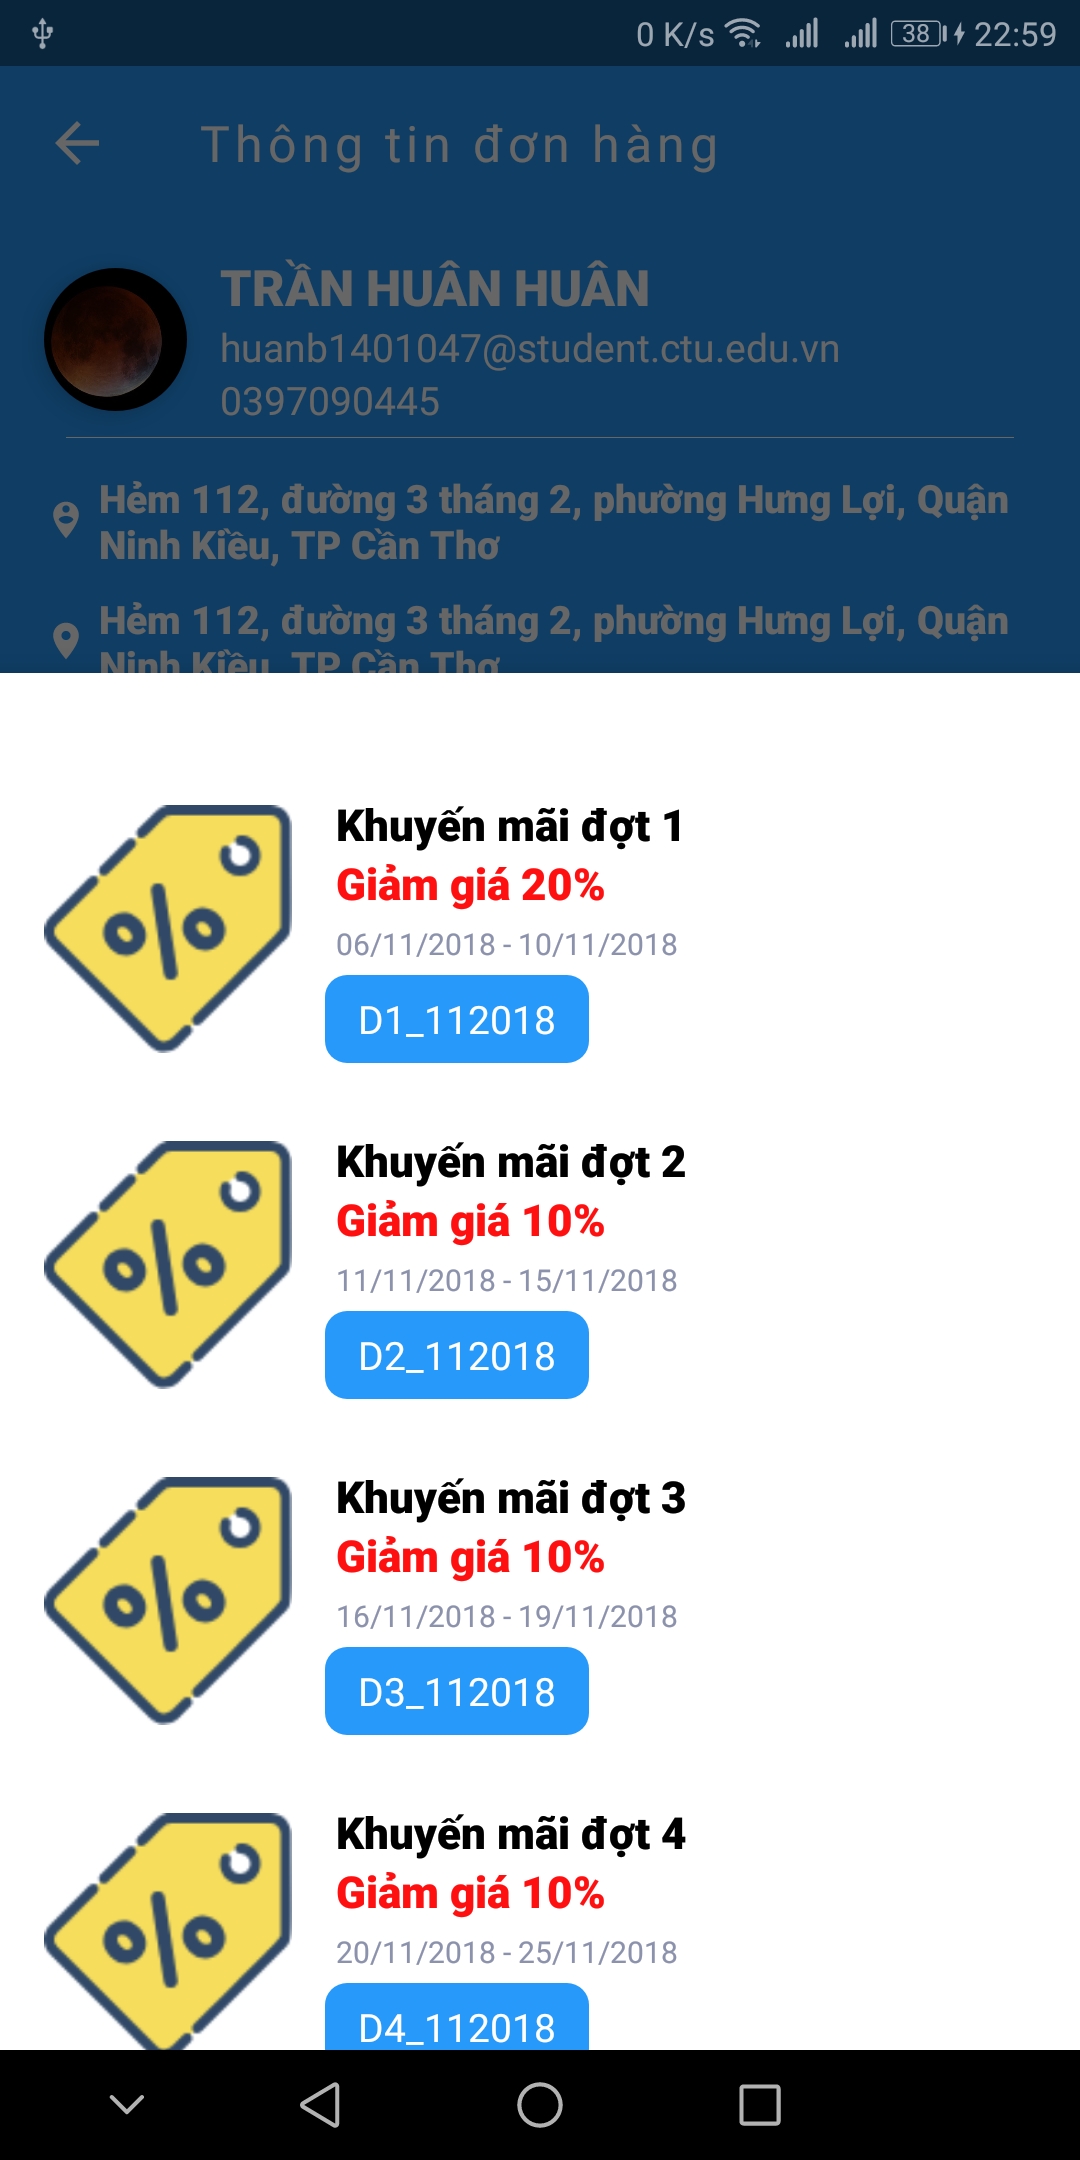 0 K/s 38 22:59
Thông tin đơn hàng
TRẦN HUÂN HUÂN
huanb1401047@student.ctu.edu.vn
0397090445
Hẻm 112, đường 3 tháng 2, phường Hưng Lợi, Quận
Ninh Kiều, TP Cần Thơ
Hẻm 112, đường 3 tháng 2, phường Hưng Lợi, Quận
Ninh Kiều, TP Cần Thơ
Khuyến mãi đợt 1
Giảm giá 20%
06/11/2018 - 10/11/2018
D1_112018
Khuyến mãi đợt 2
Giảm giá 10%
11/11/2018 - 15/11/2018
D2_112018
Khuyến mãi đợt 3
Giảm giá 10%
16/11/2018 - 19/11/2018
D3_112018
Khuyến mãi đợt 4
Giảm giá 10%
20/11/2018 - 25/11/2018
D4_112018